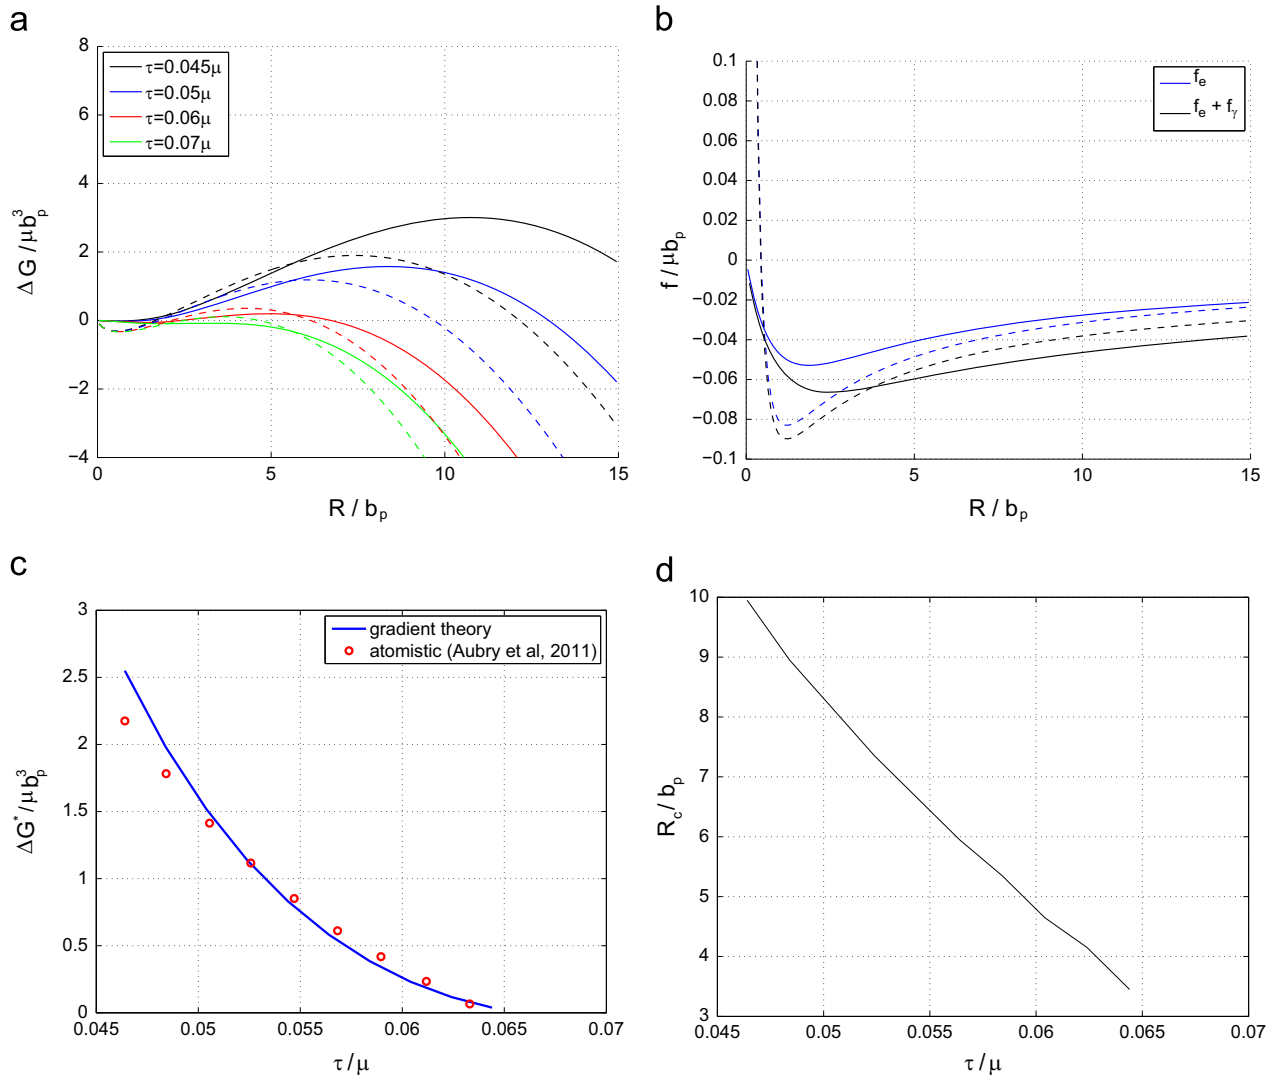 a
8
6
4
2
0
−2
−4
0
5
10
15
τ=0.045μ
τ=0.05μ
τ=0.06μ
τ=0.07μ
ΔG / μb_p^3
R / b_p
b
0.1
0.08
0.06
0.04
0.02
0
−0.02
−0.04
−0.06
−0.08
−0.1
0
5
10
15
f_e
f_e + f_γ
f / μb_p
R / b_p
c
3
2.5
2
1.5
1
0.5
0
0.045
0.05
0.055
0.06
0.065
0.07
gradient theory
atomistic (Aubry et al, 2011)
ΔG* / μb_p^3
τ / μ
d
10
9
8
7
6
5
4
3
0.045
0.05
0.055
0.06
0.065
0.07
R_c / b_p
τ / μ